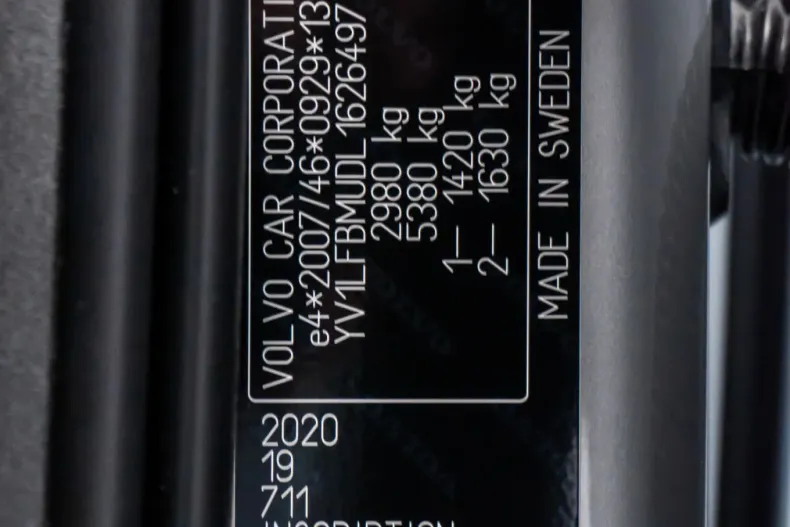 VOLVO CAR CORPORATI
e4*2007/46*0929*13
YV1LFBMUDL1626497
2980 kg
5380 kg
1— 1420 kg
2— 1630 kg
MADE IN SWEDEN
2020
19
711
INSCRIPTION